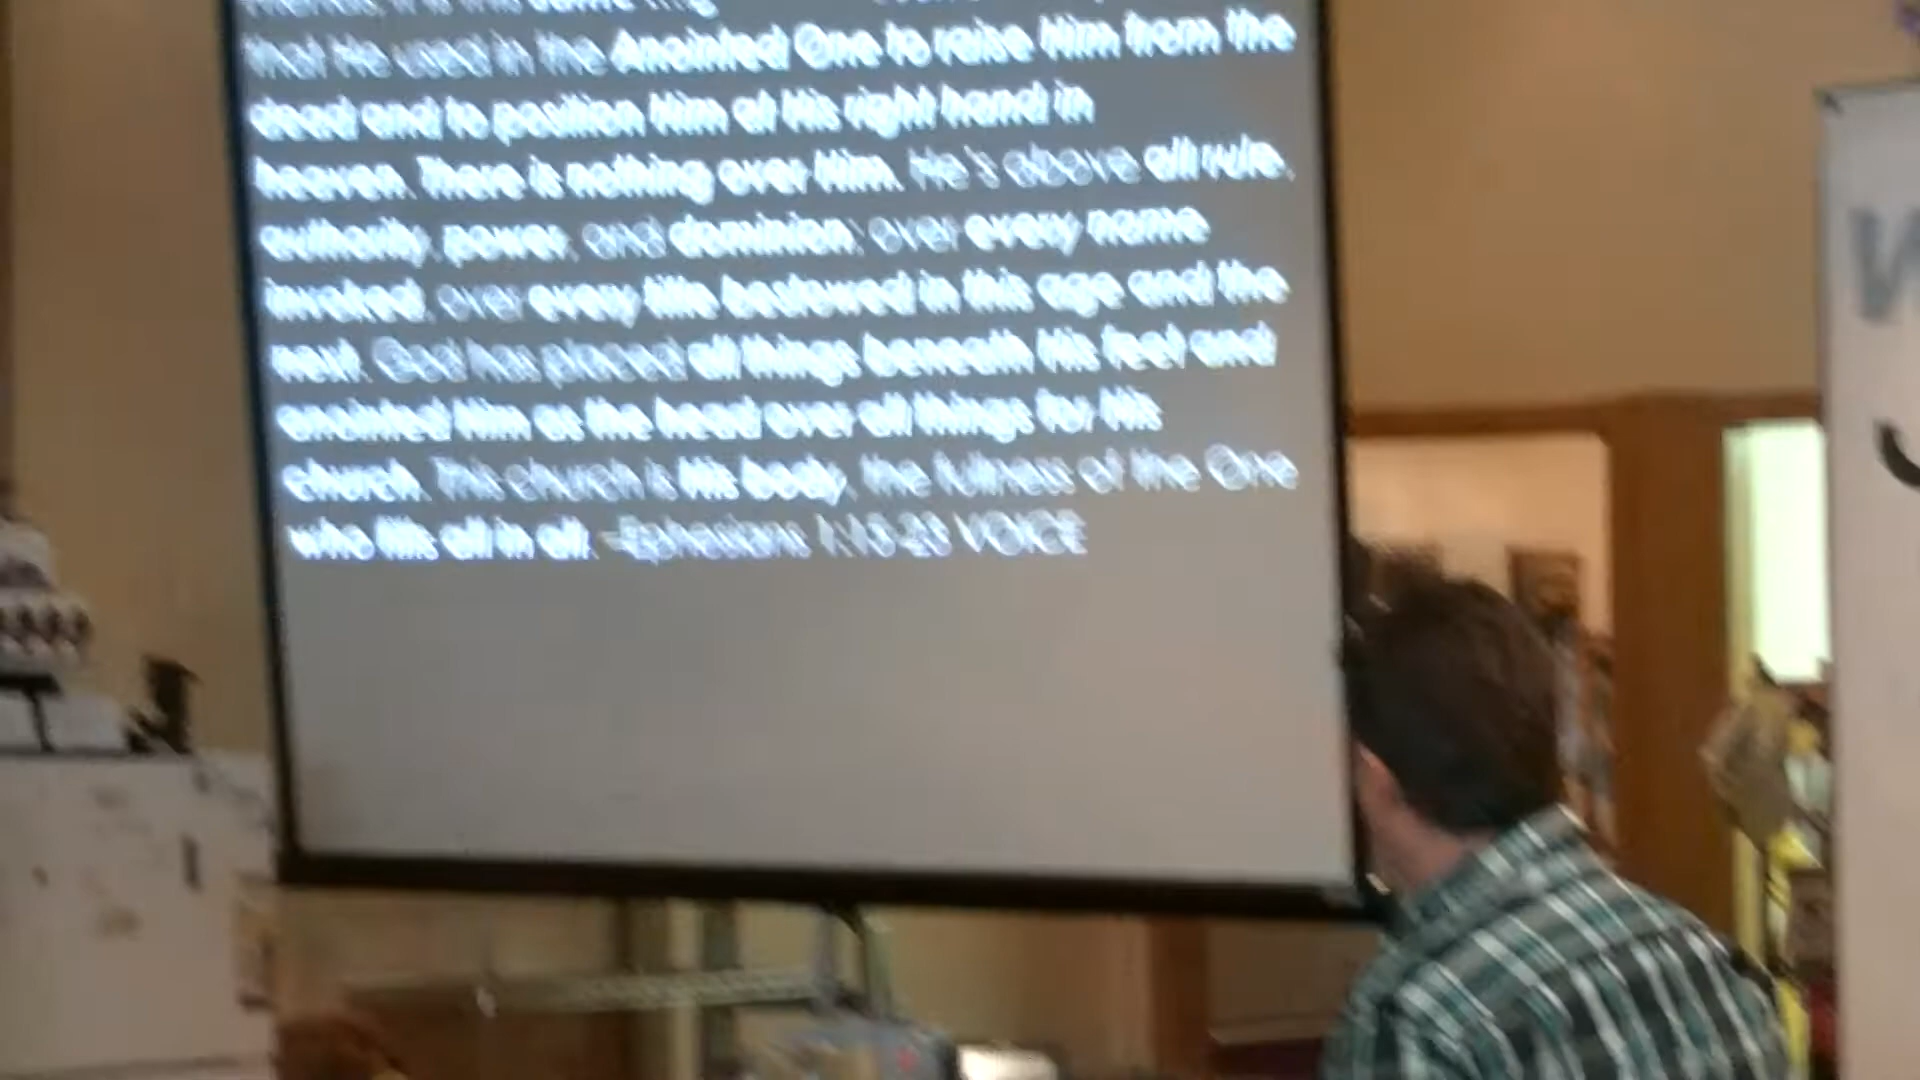 that He used in the Anointed One to raise Him from the
dead and to position Him at His right hand in
heaven. There is nothing over Him. He's above all rule,
authority, power, and dominion; over every name
invoked, over every title bestowed in this age and the
next. God has placed all things beneath His feet and
anointed Him as the head over all things for His
church. This church is His body, the fullness of the One
who fills all in all. -Ephesians VOICE
W